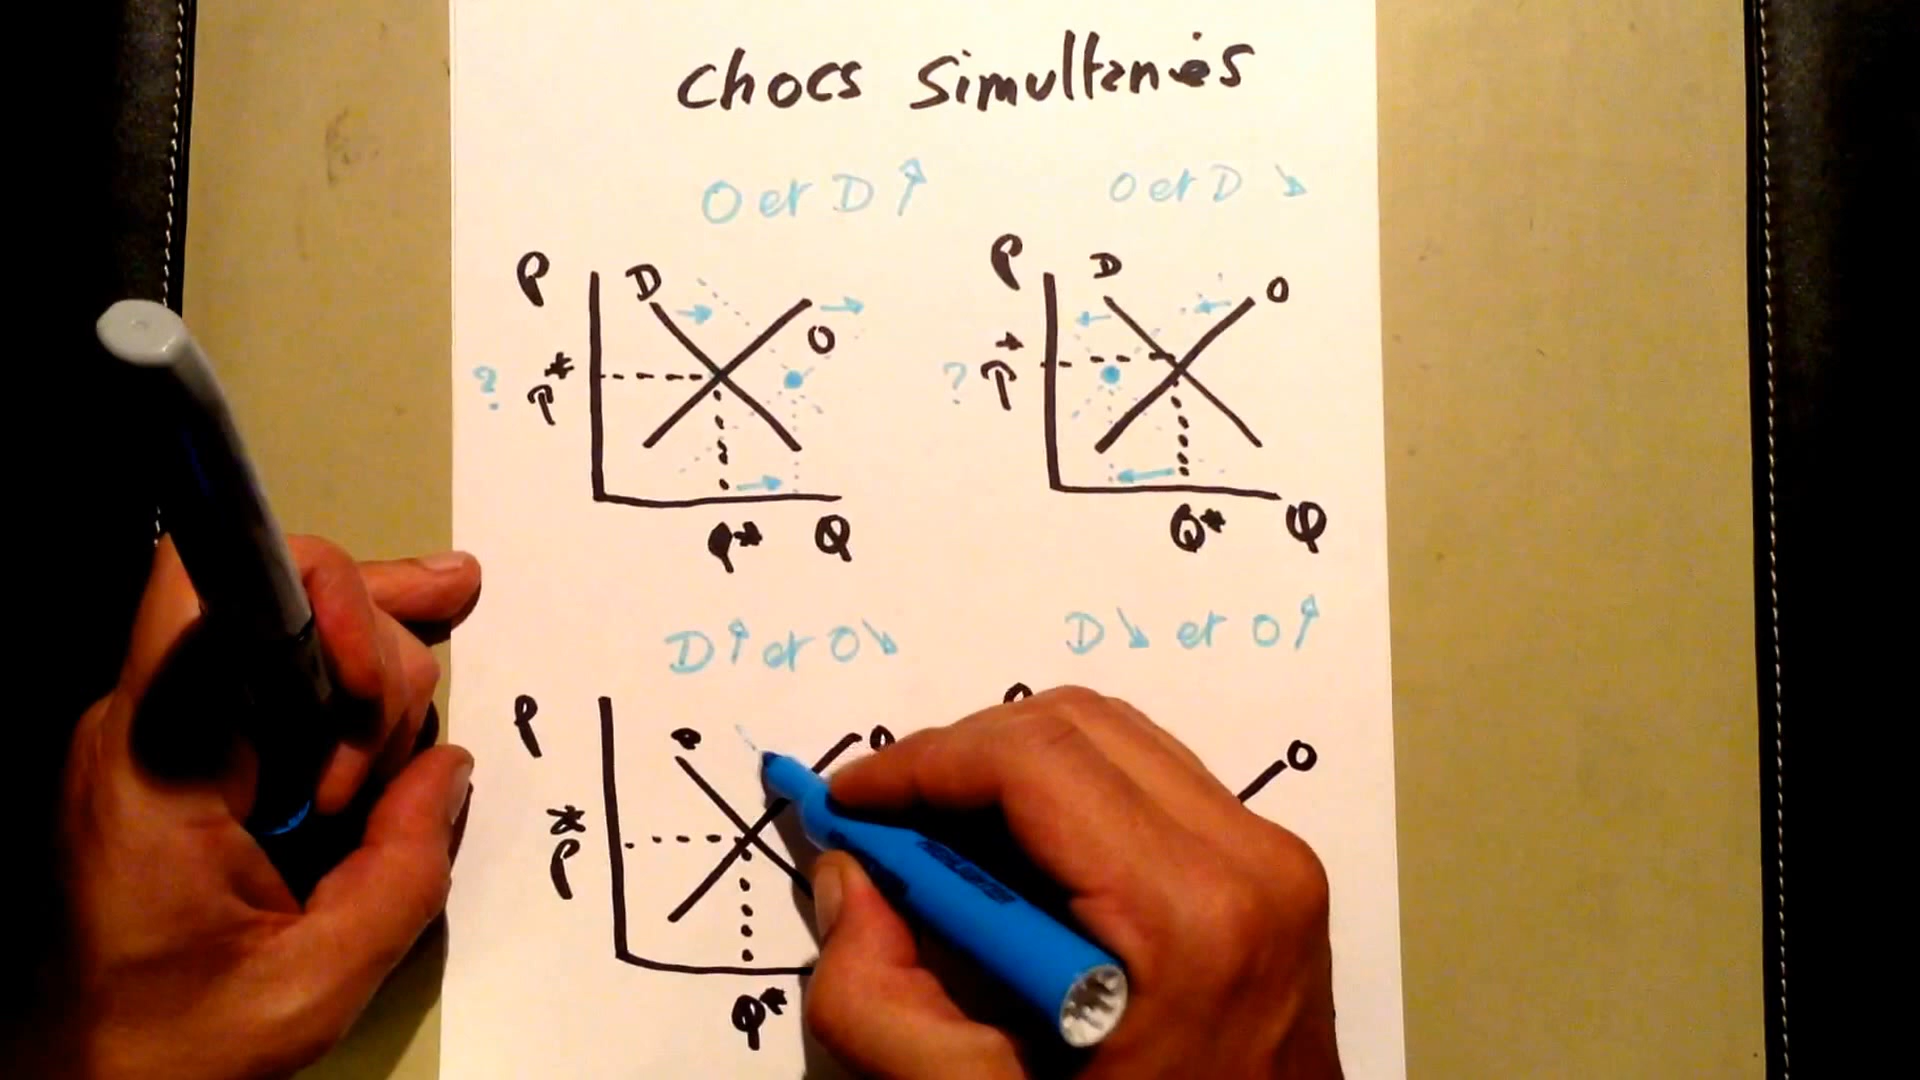 Chocs Simultanés
O et D ↑ O et D ↘
P D P D O
O
? P* ? P*
Q* Q Q* Q
D ↑ et O ↘ D ↘ et O ↑
P
O
P*
Q*